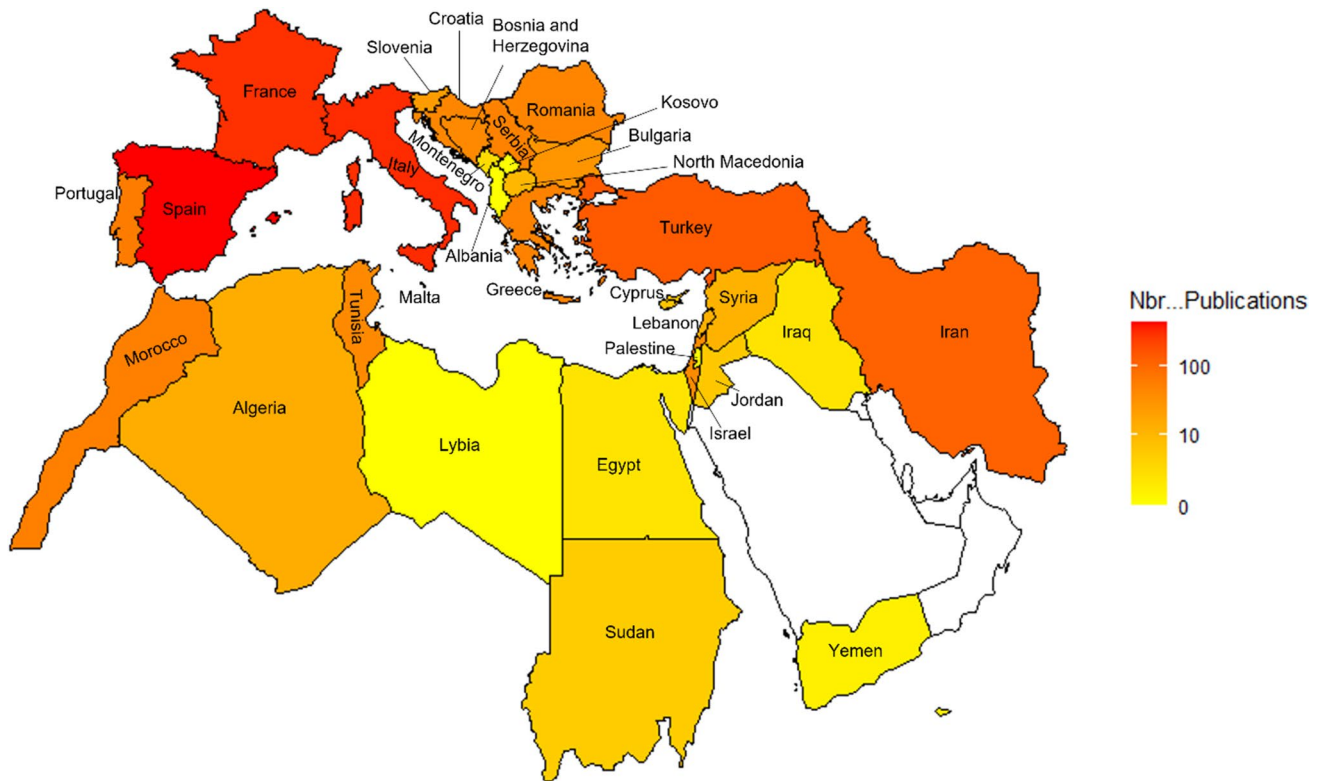 Croatia
Bosnia and
Herzegovina
Slovenia
France
Romania
Kosovo
Serbia
Bulgaria
Montenegro
North Macedonia
Italy
Portugal
Spain
Turkey
Albania
Greece
Malta
Cyprus
Syria
Tunisia
Lebanon
Iraq
Iran
Morocco
Palestine
Jordan
Algeria
Israel
Lybia
Egypt
Sudan
Yemen
Nbr...Publications
100
10
0